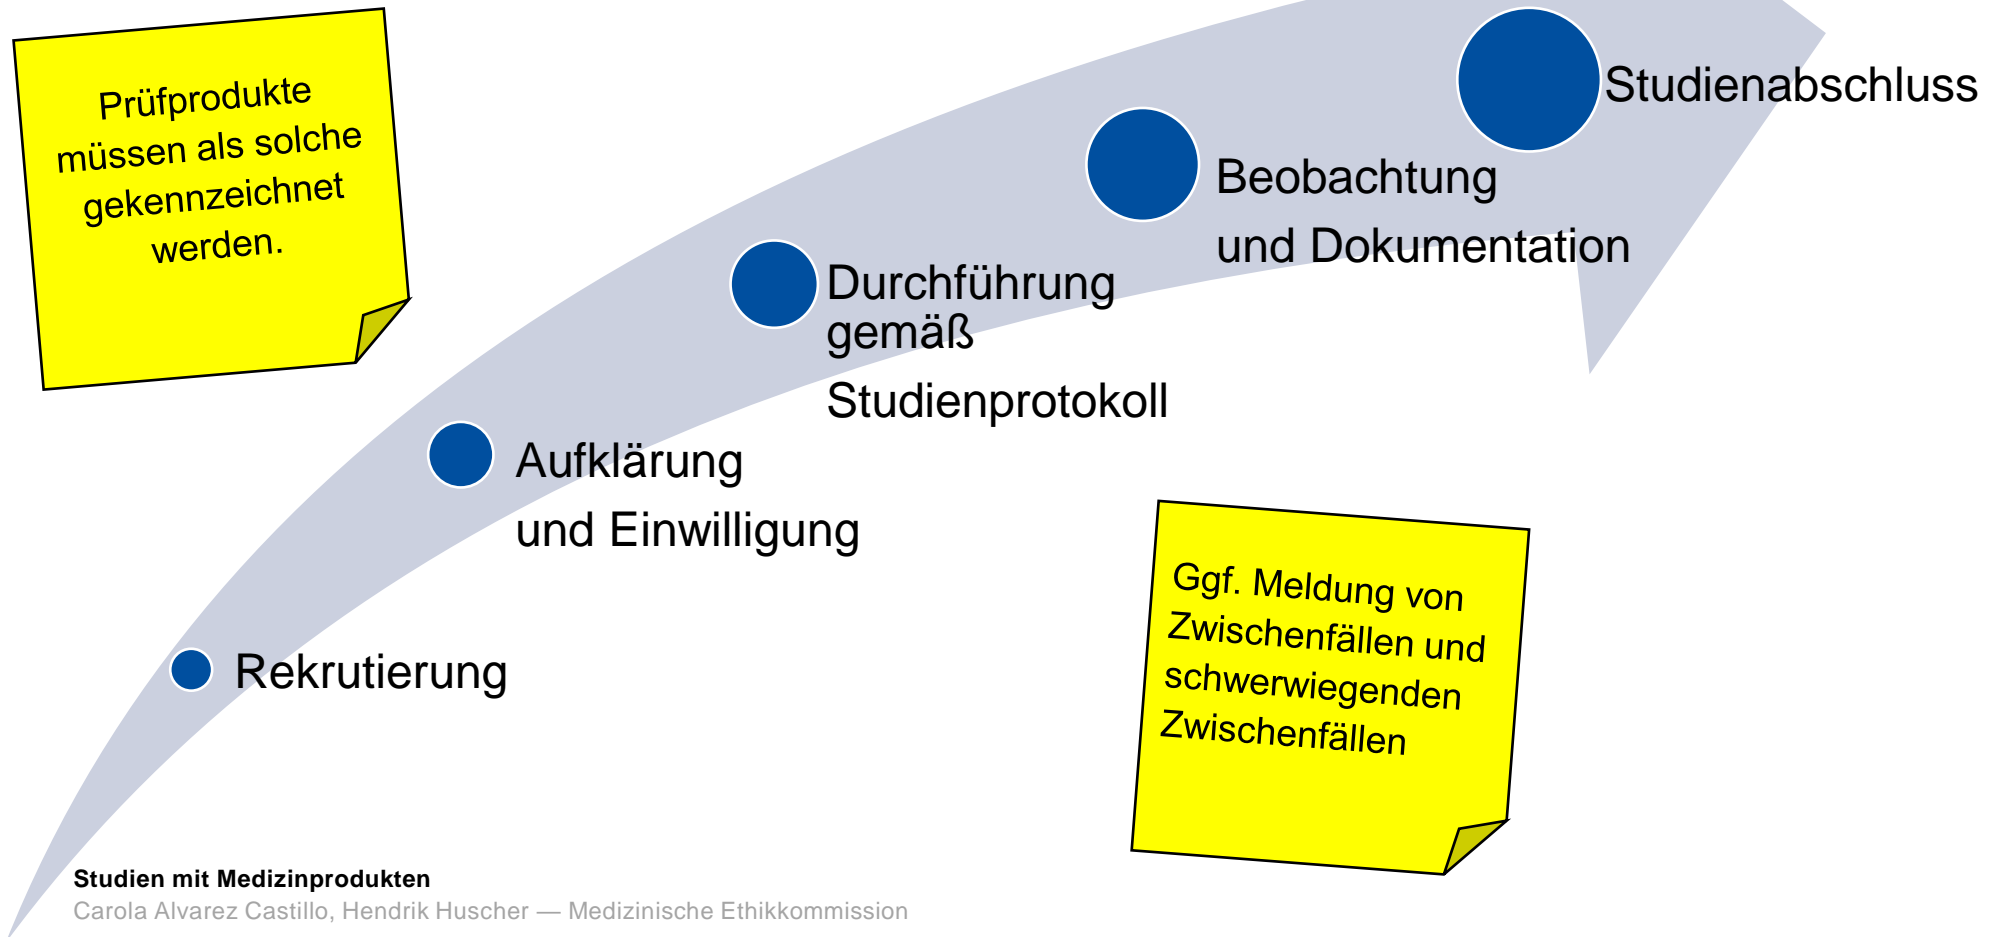 Prüfprodukte
müssen als solche
gekennzeichnet
werden.
Studienabschluss
Beobachtung
und Dokumentation
Durchführung
gemäß
Studienprotokoll
Aufklärung
und Einwilligung
Rekrutierung
Ggf. Meldung von
Zwischenfällen und
schwerwiegenden
Zwischenfällen
Studien mit Medizinprodukten
Carola Alvarez Castillo, Hendrik Huscher — Medizinische Ethikkommission